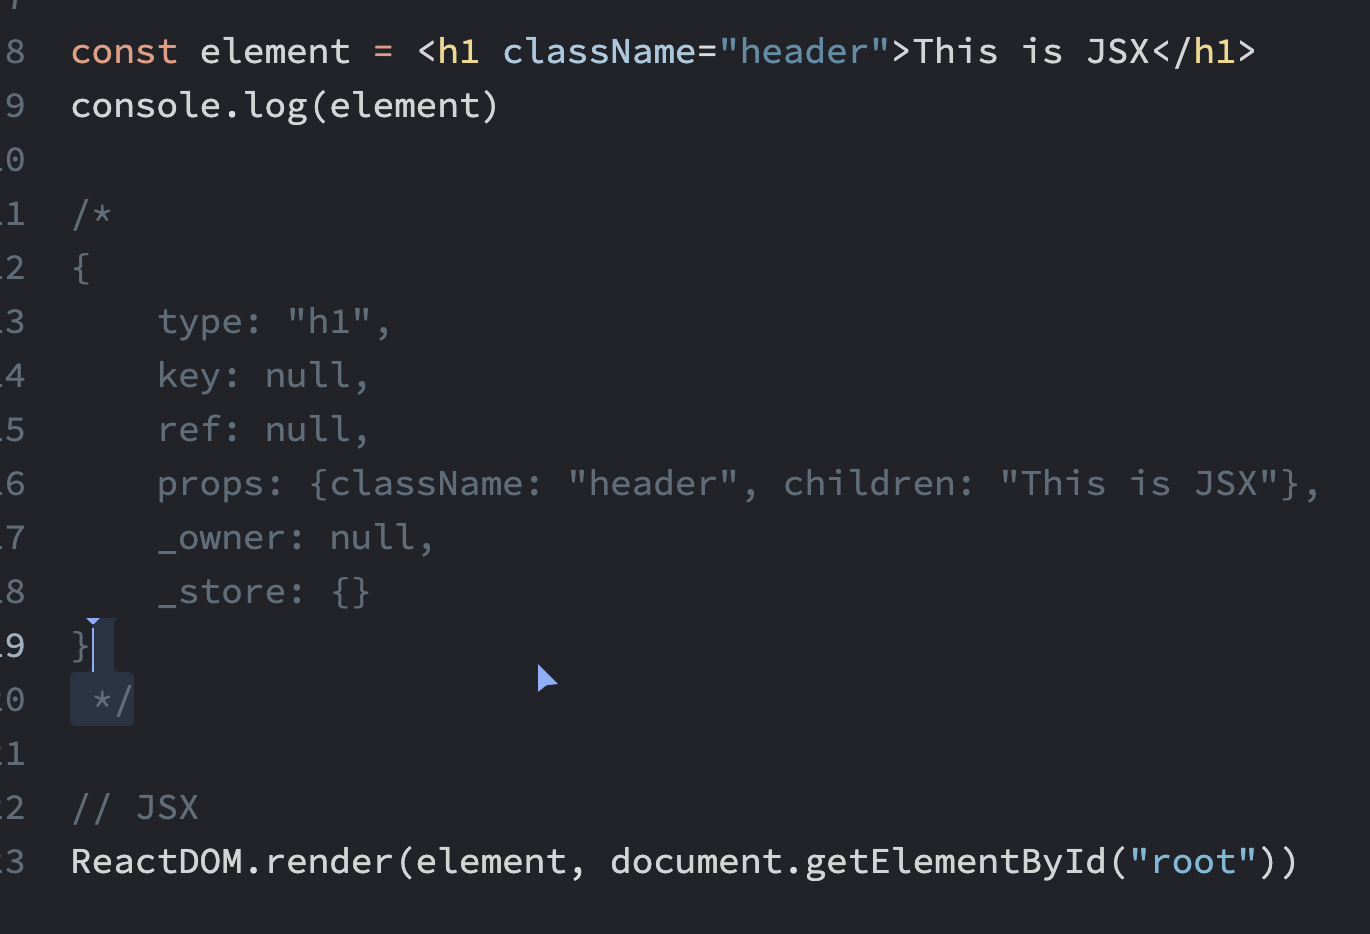 7
8 const element = <h1 className="header">This is JSX</h1>
9 console.log(element)
10
11 /*
12 {
13     type: "h1",
14     key: null,
15     ref: null,
16     props: {className: "header", children: "This is JSX"},
17     _owner: null,
18     _store: {}
19 }
20  */
21
22 // JSX
23 ReactDOM.render(element, document.getElementById("root"))